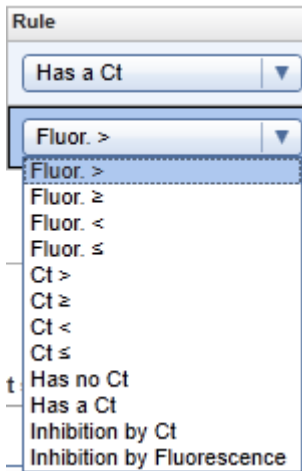 Rule
Has a Ct
Fluor. >
Fluor. >
Fluor. ≥
Fluor. <
Fluor. ≤
Ct >
Ct ≥
Ct <
Ct ≤
Has no Ct
Has a Ct
Inhibition by Ct
Inhibition by Fluorescence